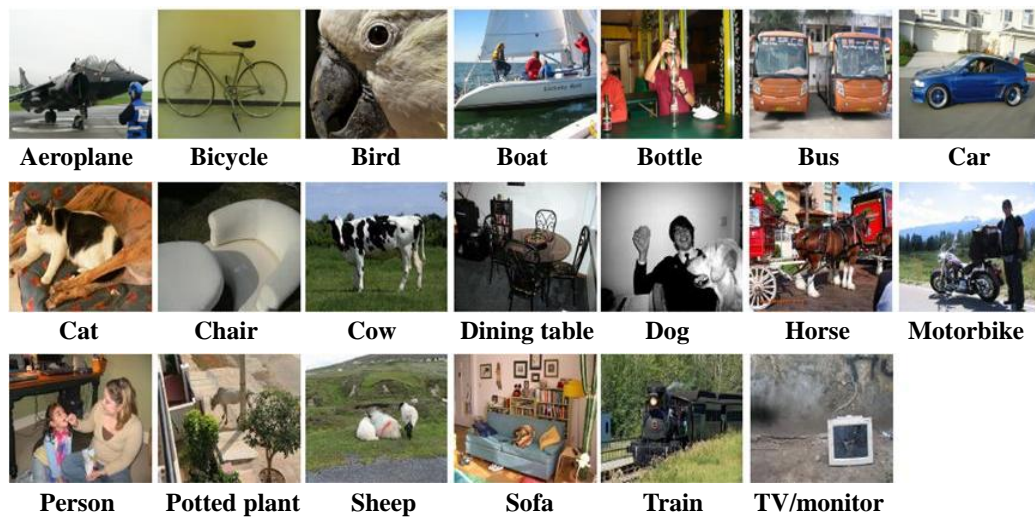 Aeroplane Bicycle Bird Boat Bottle Bus Car
Cat Chair Cow Dining table Dog Horse Motorbike
Person Potted plant Sheep Sofa Train TV/monitor